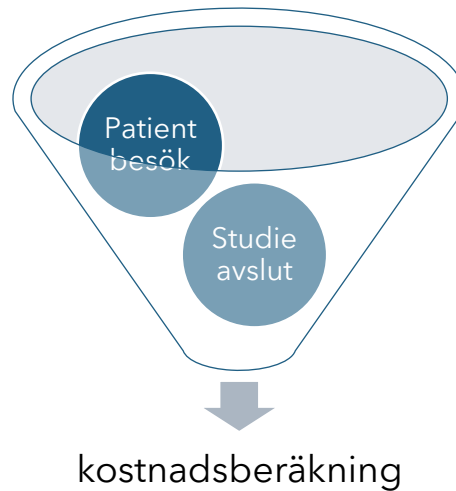 Patient
besök
Studie
avslut
kostnadsberäkning